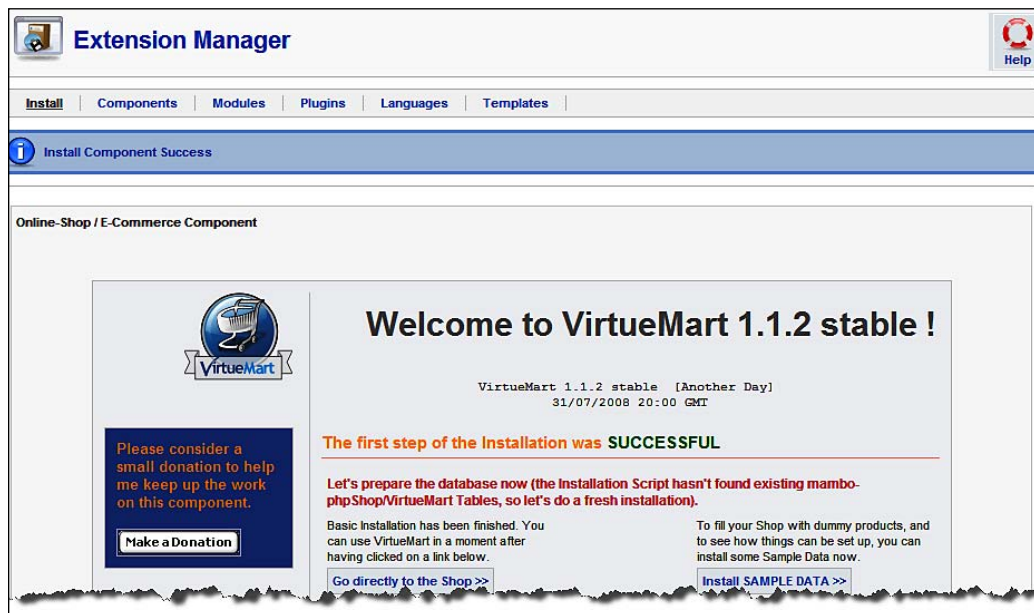 Extension Manager
Help
Install Components Modules Plugins Languages Templates
Install Component Success
Online-Shop / E-Commerce Component
VirtueMart
Welcome to VirtueMart 1.1.2 stable !
VirtueMart 1.1.2 stable [Another Day]
31/07/2008 20:00 GMT
Please consider a
small donation to help
me keep up the work
on this component.
Make a Donation
The first step of the Installation was SUCCESSFUL
Let's prepare the database now (the Installation Script hasn't found existing mambo-
phpShop/VirtueMart Tables, so let's do a fresh installation).
Basic Installation has been finished. You
can use VirtueMart in a moment after
having clicked on a link below.
Go directly to the Shop >>
To fill your Shop with dummy products, and
to see how things can be set up, you can
install some Sample Data now.
Install SAMPLE DATA >>